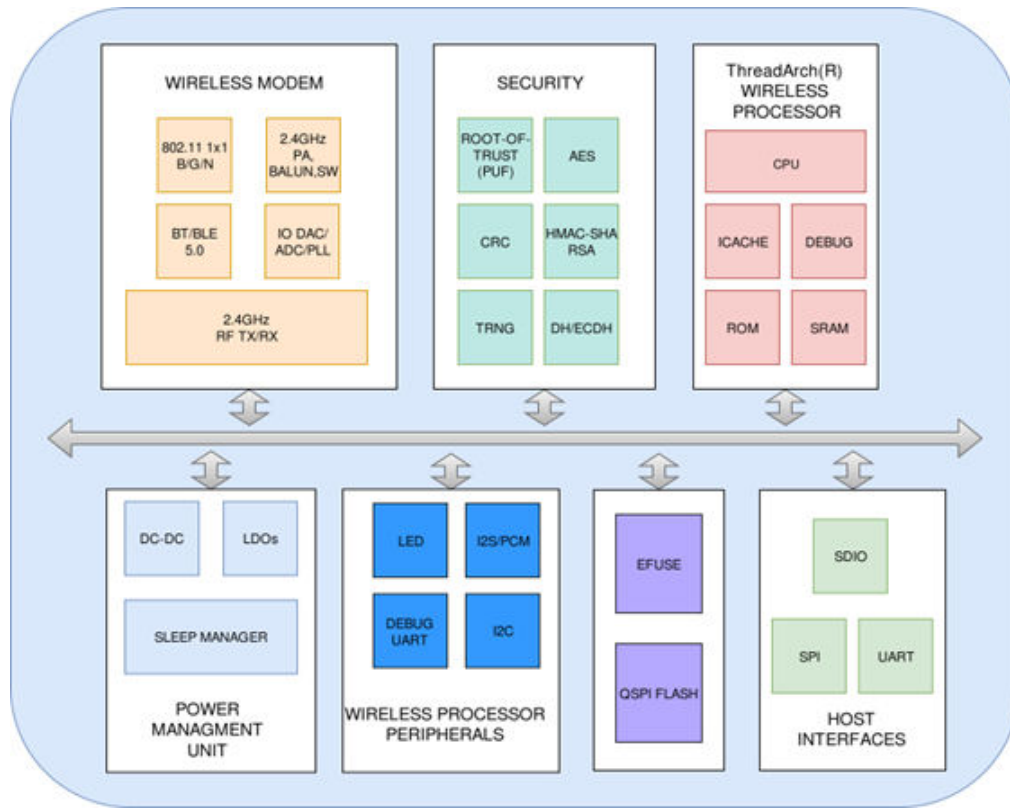 WIRELESS MODEM
802.11 1x1
B/G/N
2.4GHz
PA,
BALUN,SW
BT/BLE
5.0
IO DAC/
ADC/PLL
2.4GHz
RF TX/RX
SECURITY
ROOT-OF-
TRUST
(PUF)
AES
CRC
HMAC-SHA
RSA
TRNG
DH/ECDH
ThreadArch(R)
WIRELESS
PROCESSOR
CPU
ICACHE
DEBUG
ROM
SRAM
DC-DC
LDOs
SLEEP MANAGER
POWER
MANAGMENT
UNIT
LED
I2S/PCM
DEBUG
UART
I2C
WIRELESS PROCESSOR
PERIPHERALS
EFUSE
QSPI FLASH
SDIO
SPI
UART
HOST
INTERFACES